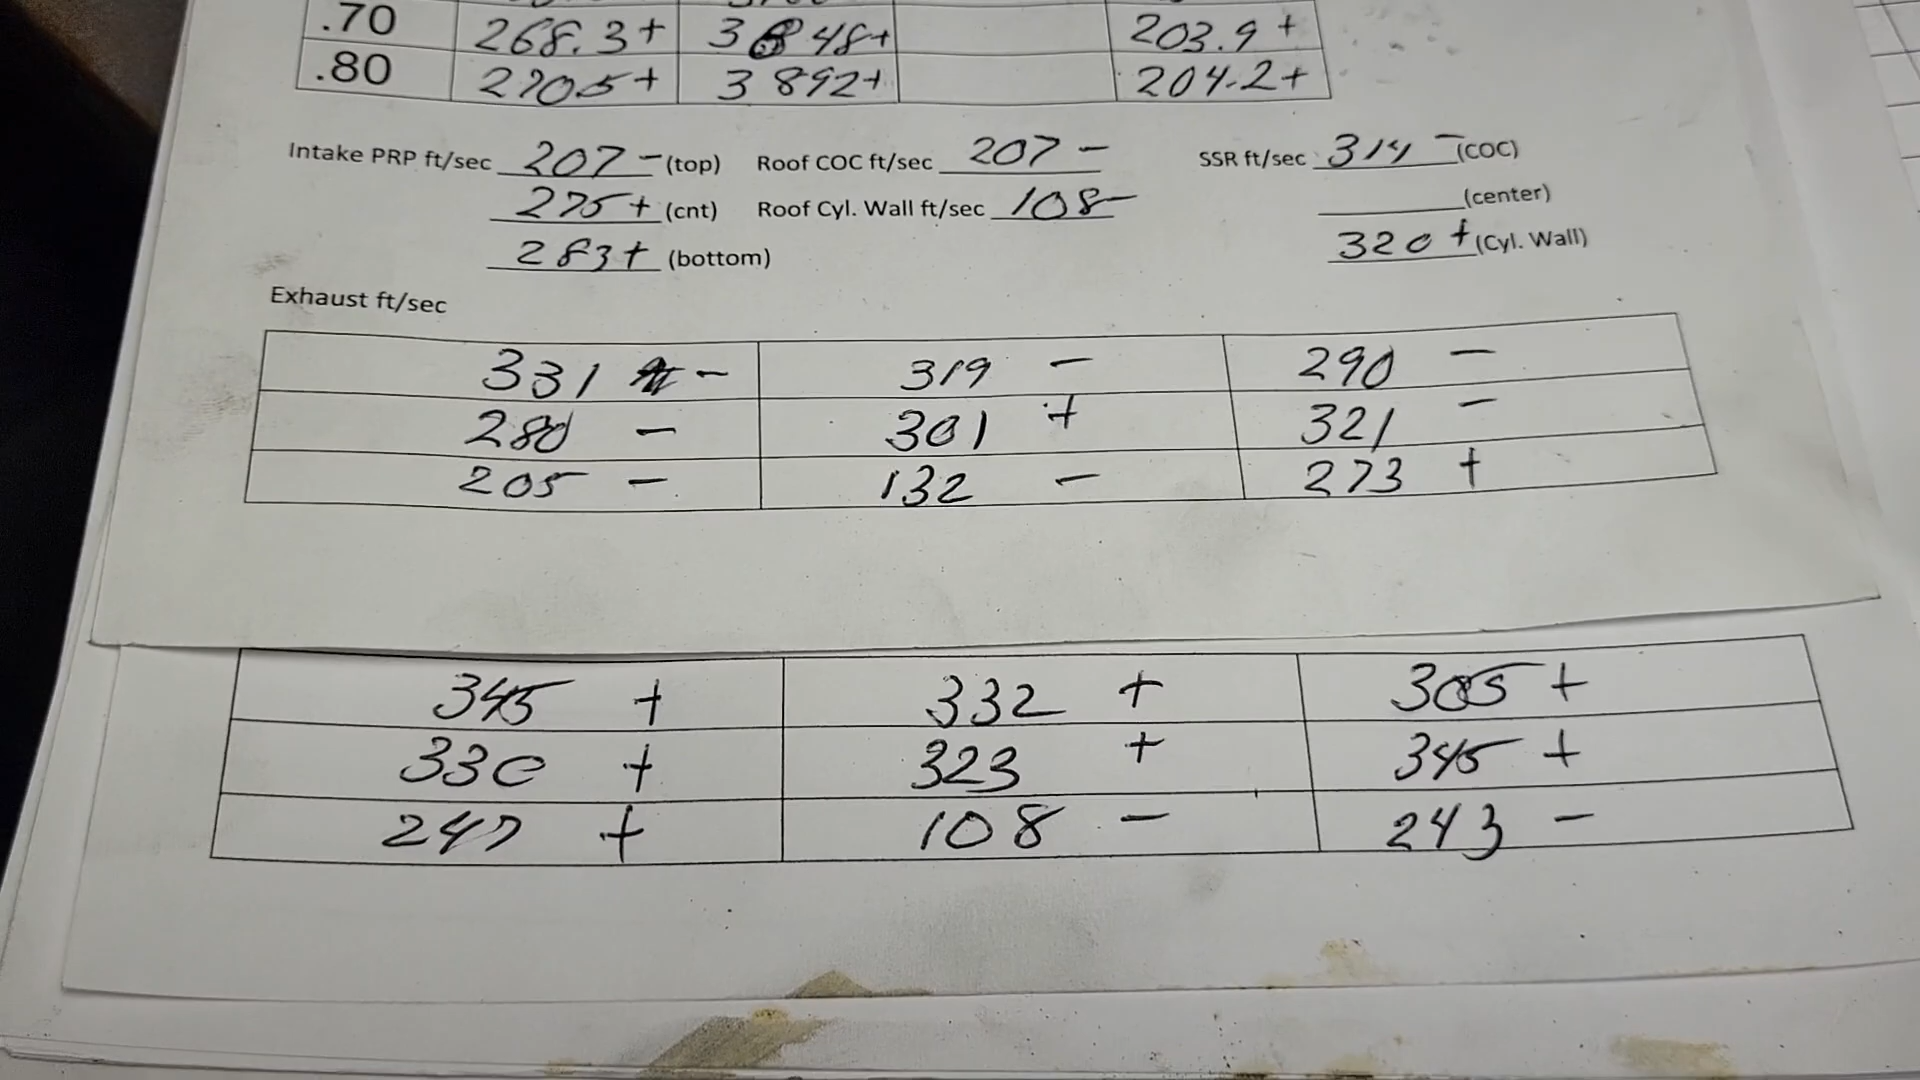 .70 268.3+ 3848+ 203.9 +
.80 270.5+ 3892+ 204.2+
Intake PRP ft/sec 207 - (top) Roof COC ft/sec 207 - SSR ft/sec 314 - (COC)
275 + (cnt) Roof Cyl. Wall ft/sec 108 - (center)
283+ (bottom) 320 + (Cyl. Wall)
Exhaust ft/sec
331 - 319 - 290 -
280 - 301 + 321 -
205 - 132 - 273 +
345 + 332 + 305 +
330 + 323 + 345 +
247 + 108 - 243 -